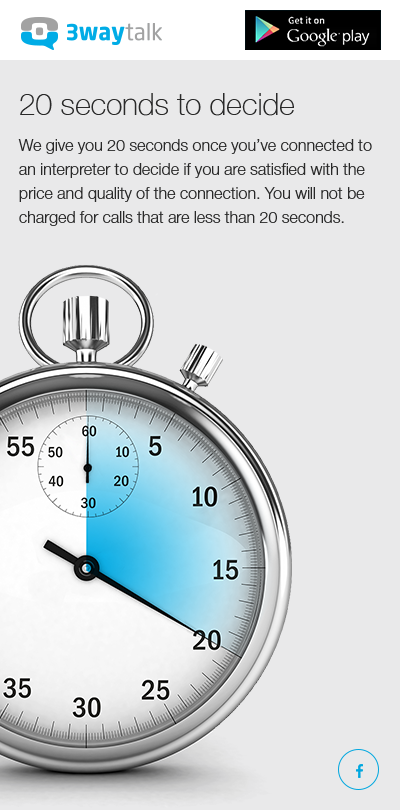 3waytalk
Get it on
Google play
20 seconds to decide
We give you 20 seconds once you've connected to
an interpreter to decide if you are satisfied with the
price and quality of the connection. You will not be
charged for calls that are less than 20 seconds.
55 60 5
50 10
40 20
30
10
15
20
35 30 25
f